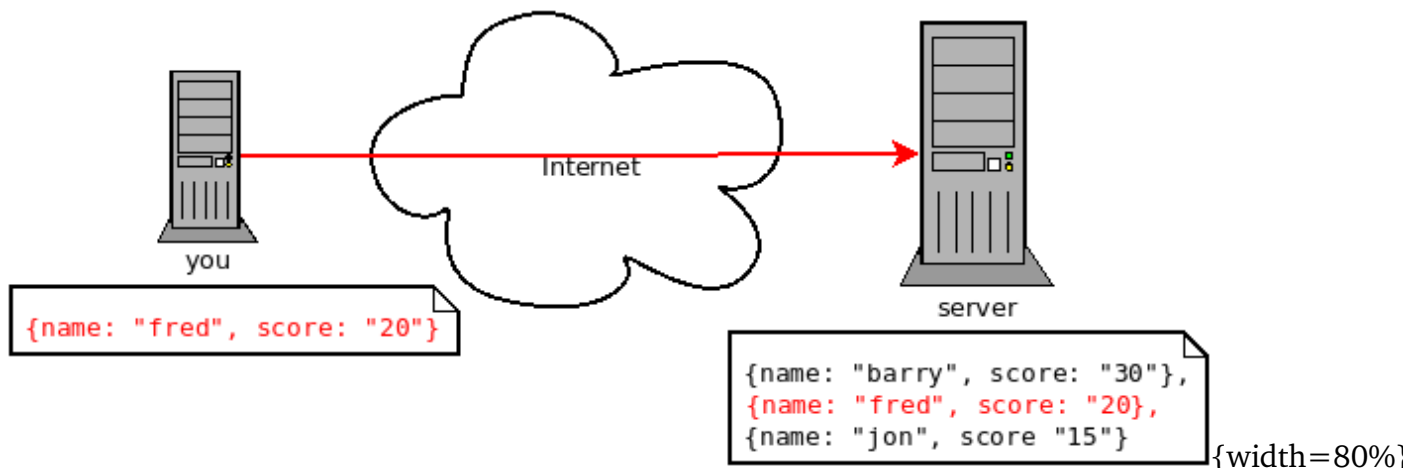 Internet
you
server
{name: "fred", score: "20"}
{name: "barry", score: "30"},
{name: "fred", score: "20},
{name: "jon", score "15"}
{width=80%}